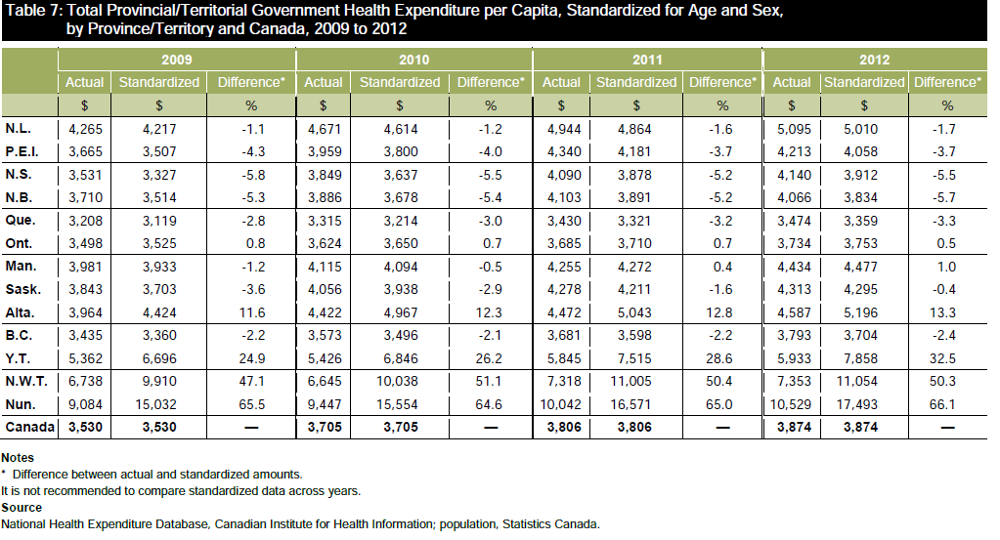 Table 7: Total Provincial/Territorial Government Health Expenditure per Capita, Standardized for Age and Sex,
by Province/Territory and Canada, 2009 to 2012
2009 2010 2011 2012
Actual Standardized Difference* Actual Standardized Difference* Actual Standardized Difference* Actual Standardized Difference*
$ $ % $ $ % $ $ % $ $ %
N.L. 4,265 4,217 -1.1 4,671 4,614 -1.2 4,944 4,864 -1.6 5,095 5,010 -1.7
P.E.I. 3,665 3,507 -4.3 3,959 3,800 -4.0 4,340 4,181 -3.7 4,213 4,058 -3.7
N.S. 3,531 3,327 -5.8 3,849 3,637 -5.5 4,090 3,878 -5.2 4,140 3,912 -5.5
N.B. 3,710 3,514 -5.3 3,886 3,678 -5.4 4,103 3,891 -5.2 4,066 3,834 -5.7
Que. 3,208 3,119 -2.8 3,315 3,214 -3.0 3,430 3,321 -3.2 3,474 3,359 -3.3
Ont. 3,498 3,525 0.8 3,624 3,650 0.7 3,685 3,710 0.7 3,734 3,753 0.5
Man. 3,981 3,933 -1.2 4,115 4,094 -0.5 4,255 4,272 0.4 4,434 4,477 1.0
Sask. 3,843 3,703 -3.6 4,056 3,938 -2.9 4,278 4,211 -1.6 4,313 4,295 -0.4
Alta. 3,964 4,424 11.6 4,422 4,967 12.3 4,472 5,043 12.8 4,587 5,196 13.3
B.C. 3,435 3,360 -2.2 3,573 3,496 -2.1 3,681 3,598 -2.2 3,793 3,704 -2.4
Y.T. 5,362 6,696 24.9 5,426 6,846 26.2 5,845 7,515 28.6 5,933 7,858 32.5
N.W.T. 6,738 9,910 47.1 6,645 10,038 51.1 7,318 11,005 50.4 7,353 11,054 50.3
Nun. 9,084 15,032 65.5 9,447 15,554 64.6 10,042 16,571 65.0 10,529 17,493 66.1
Canada 3,530 3,530 — 3,705 3,705 — 3,806 3,806 — 3,874 3,874 —
Notes
* Difference between actual and standardized amounts.
It is not recommended to compare standardized data across years.
Source
National Health Expenditure Database, Canadian Institute for Health Information; population, Statistics Canada.